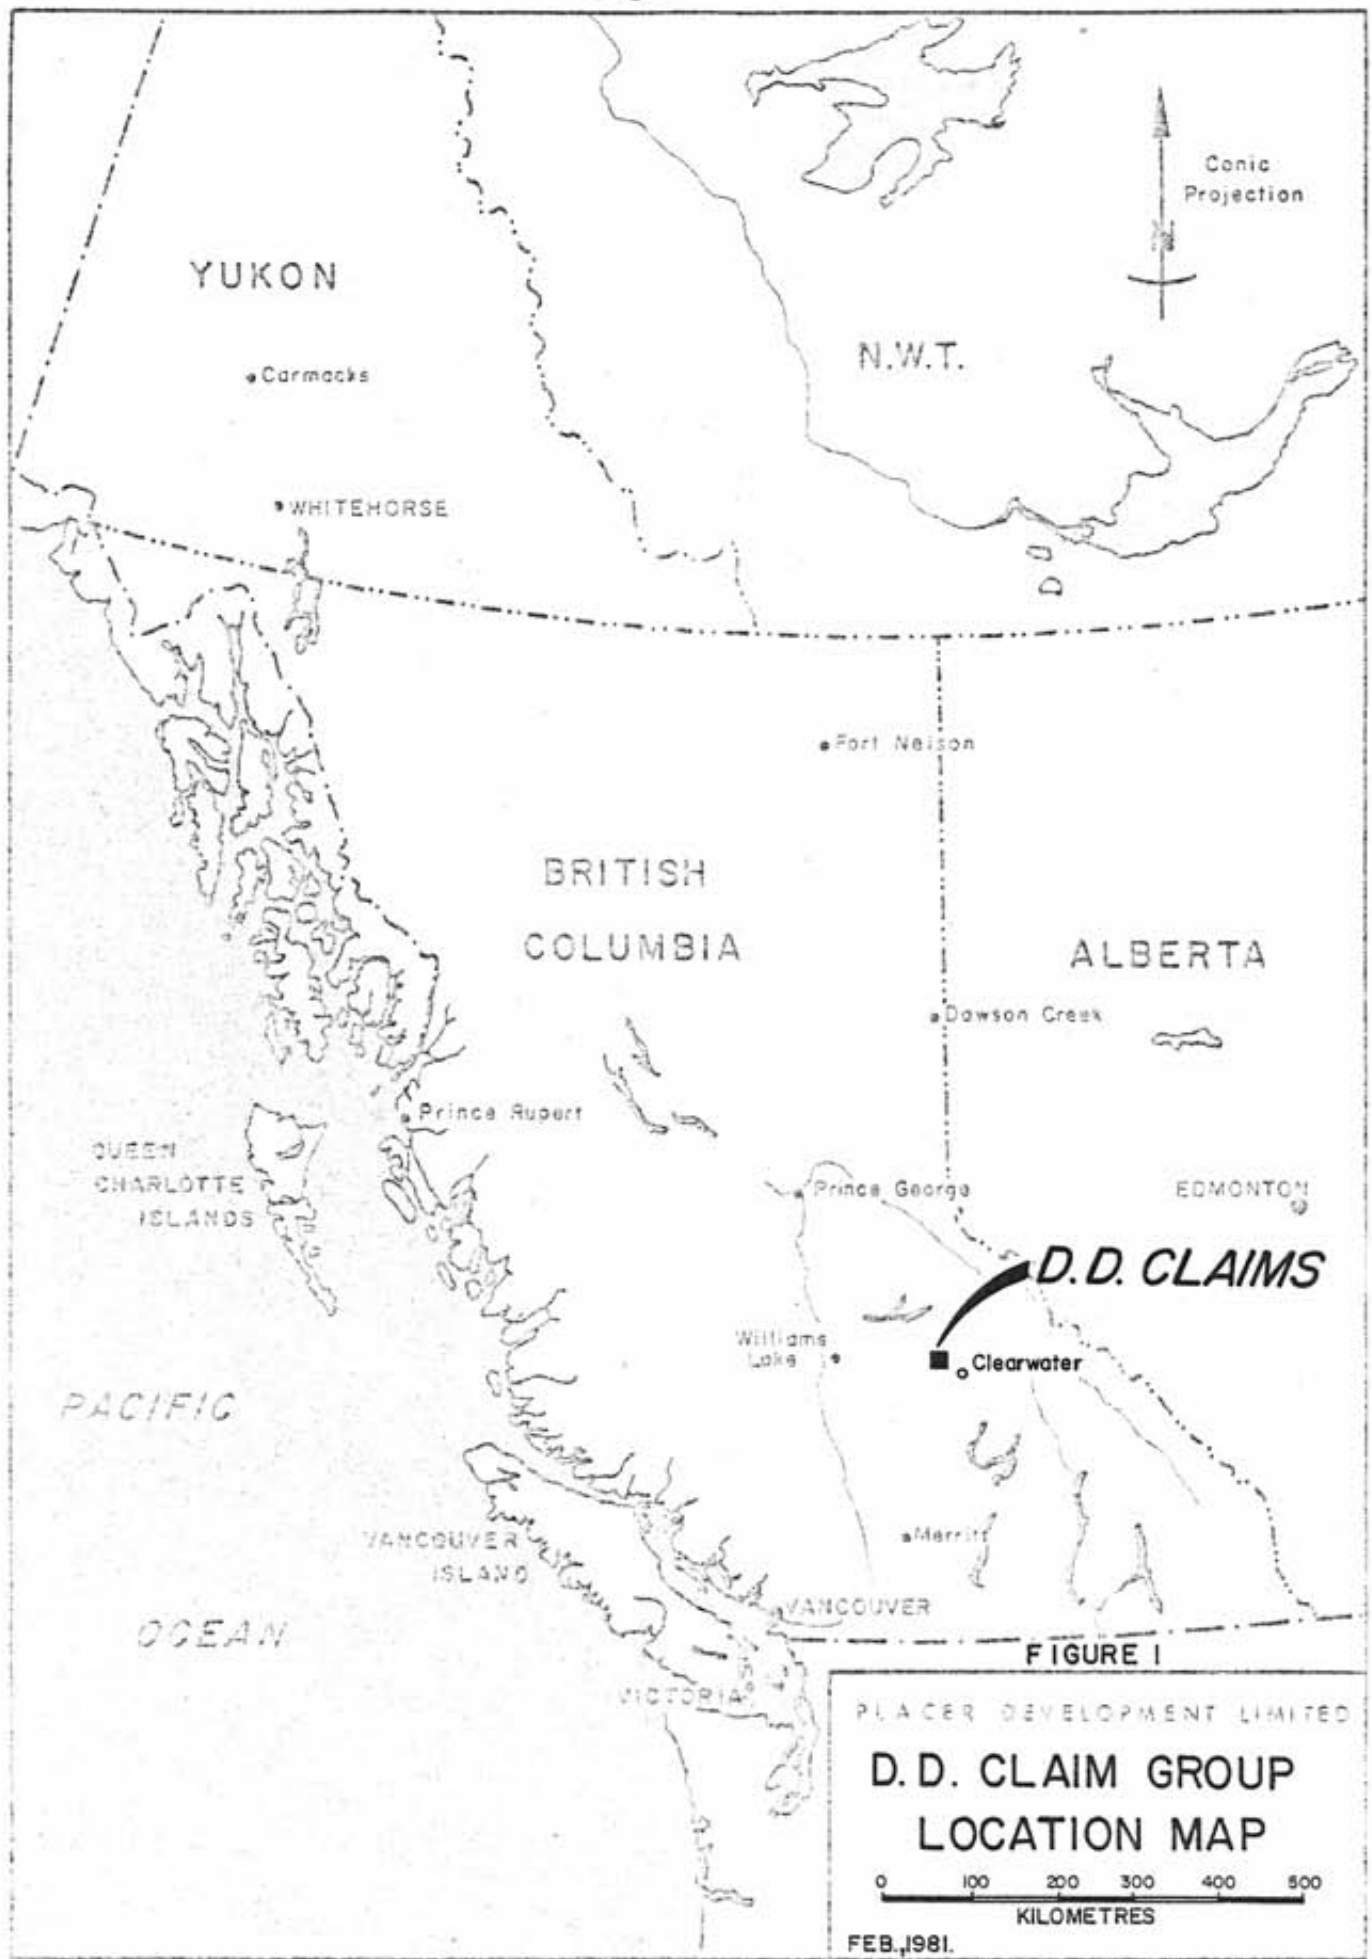 Conic
Projection
YUKON
N.W.T.
Carmacks
WHITEHORSE
Fort Nelson
BRITISH
COLUMBIA
ALBERTA
Dawson Creek
Prince Rupert
QUEEN
CHARLOTTE
ISLANDS
Prince George
EDMONTON
D.D. CLAIMS
Williams
Lake
Clearwater
PACIFIC
OCEAN
VANCOUVER
ISLAND
Merritt
VANCOUVER
VICTORIA
FIGURE 1
PLACER DEVELOPMENT LIMITED
D.D. CLAIM GROUP
LOCATION MAP
0 100 200 300 400 500
KILOMETRES
FEB.,1981.